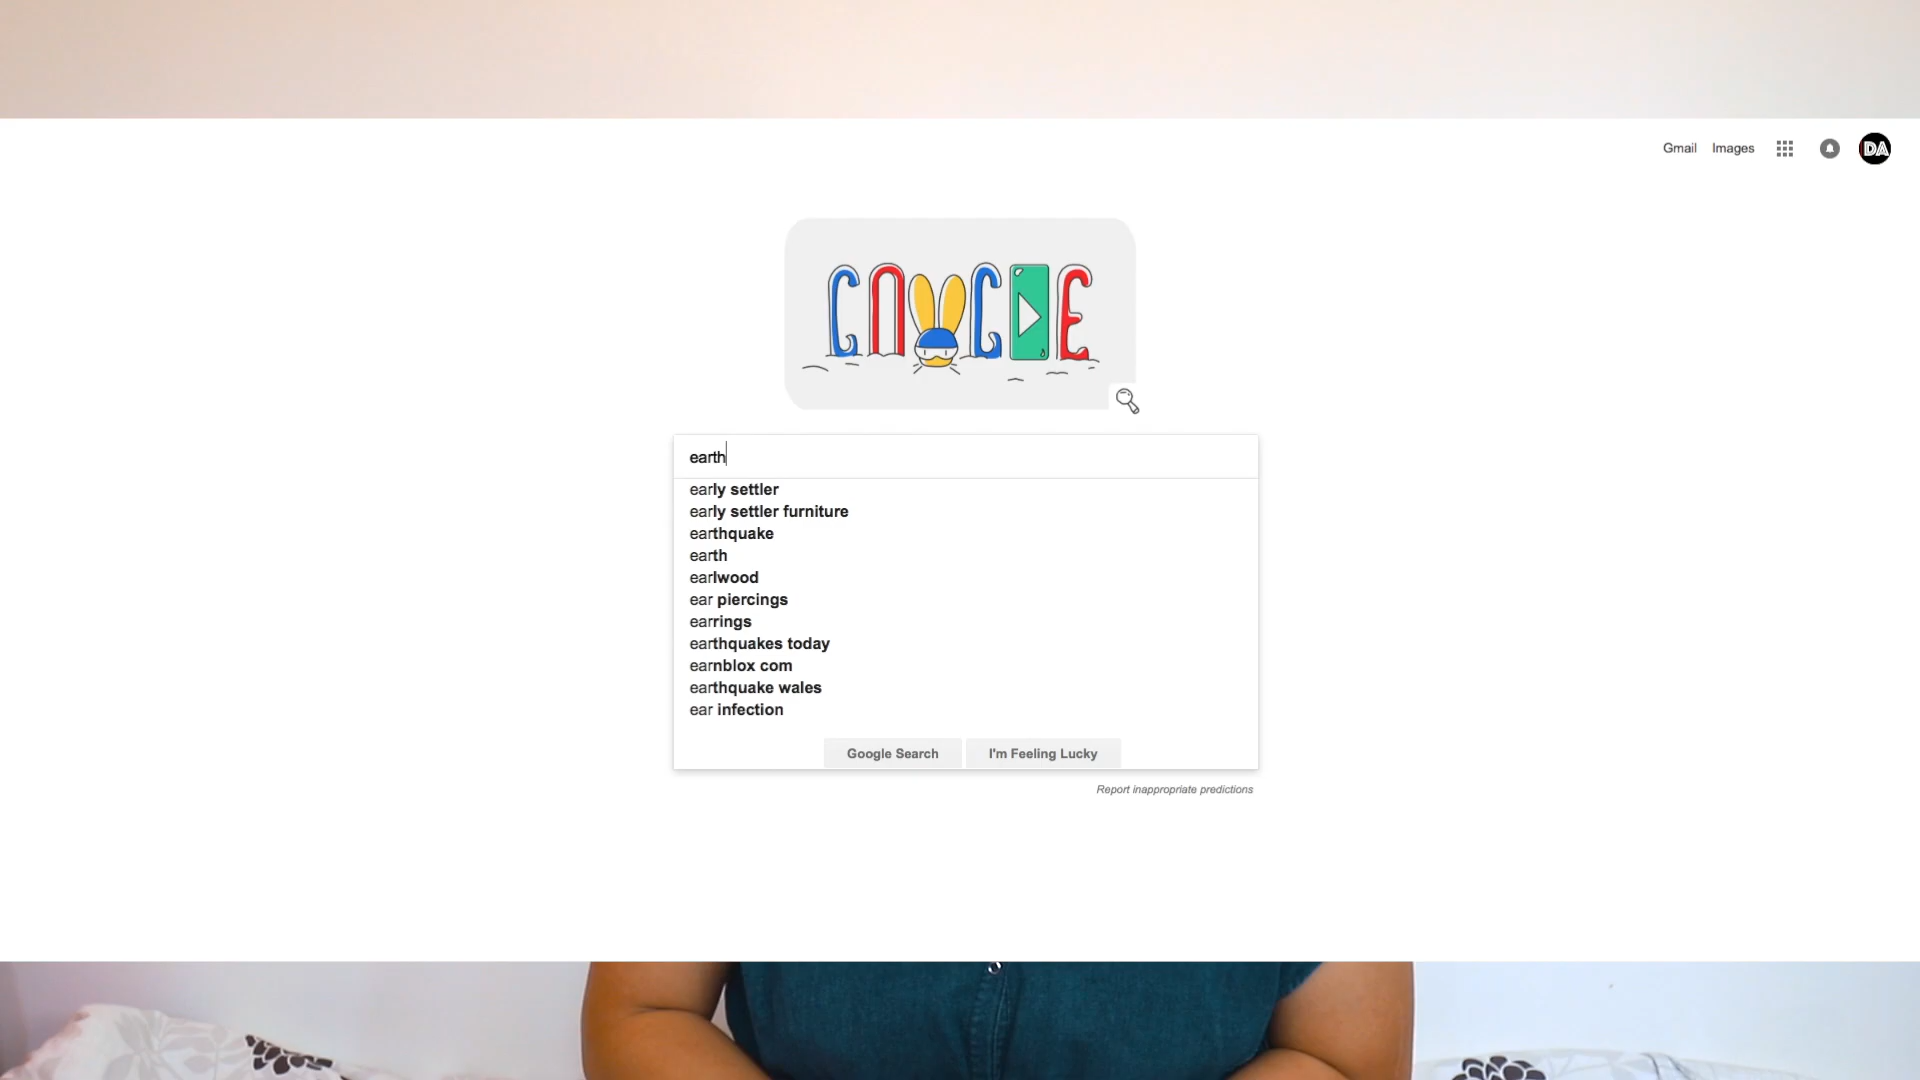 Gmail Images DA
earth
early settler
early settler furniture
earthquake
earth
earlwood
ear piercings
earrings
earthquakes today
earnblox com
earthquake wales
ear infection
Google Search I'm Feeling Lucky
Report inappropriate predictions